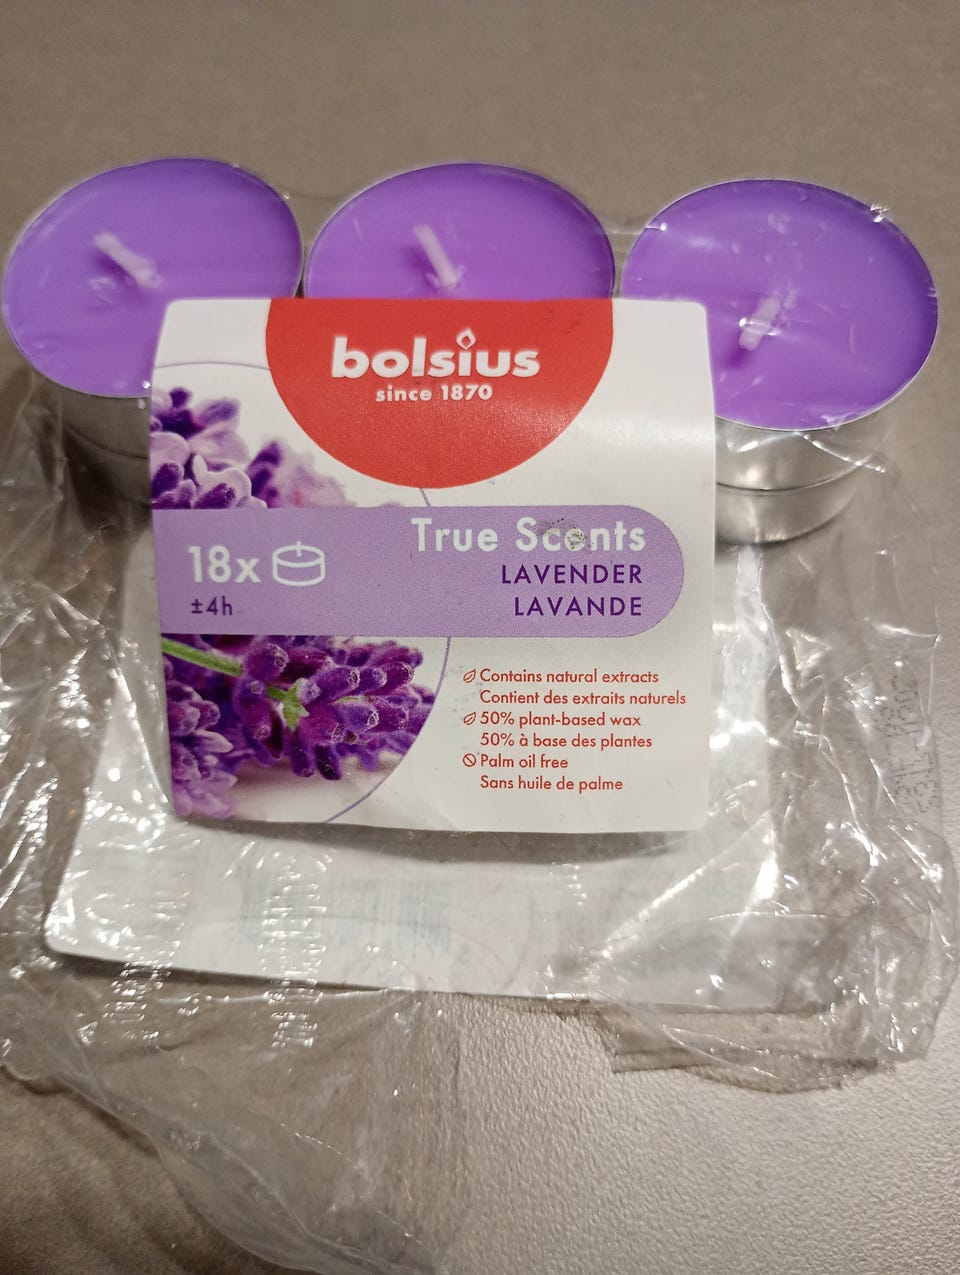 bolsius
since 1870
True Scents
18x
LAVENDER
±4h
LAVANDE
Contains natural extracts
Contient des extraits naturels
50% plant-based wax
50% à base des plantes
Palm oil free
Sans huile de palme